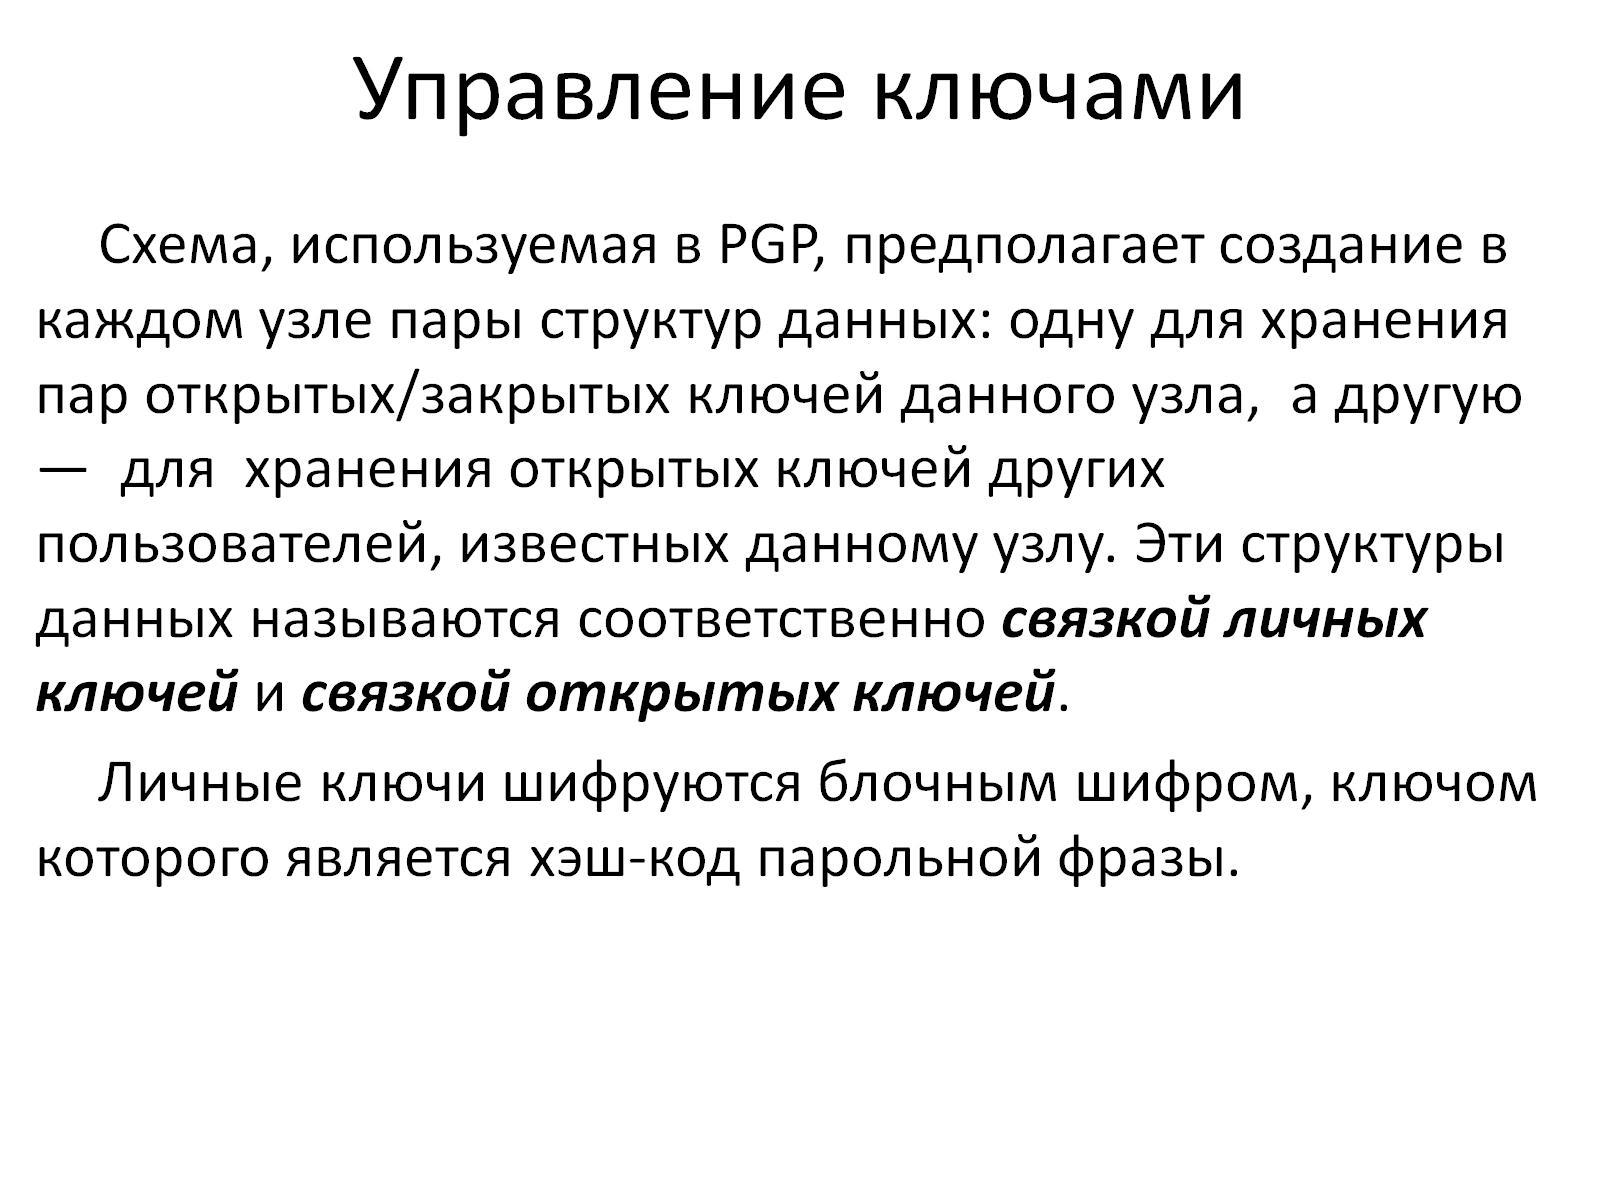 Управление ключами
Схема, используемая в PGP, предполагает создание в
каждом узле пары структур данных: одну для хранения
пар открытых/закрытых ключей данного узла,  а другую
—  для  хранения открытых ключей других
пользователей, известных данному узлу. Эти структуры
данных называются соответственно связкой личных
ключей и связкой открытых ключей.
Личные ключи шифруются блочным шифром, ключом
которого является хэш-код парольной фразы.